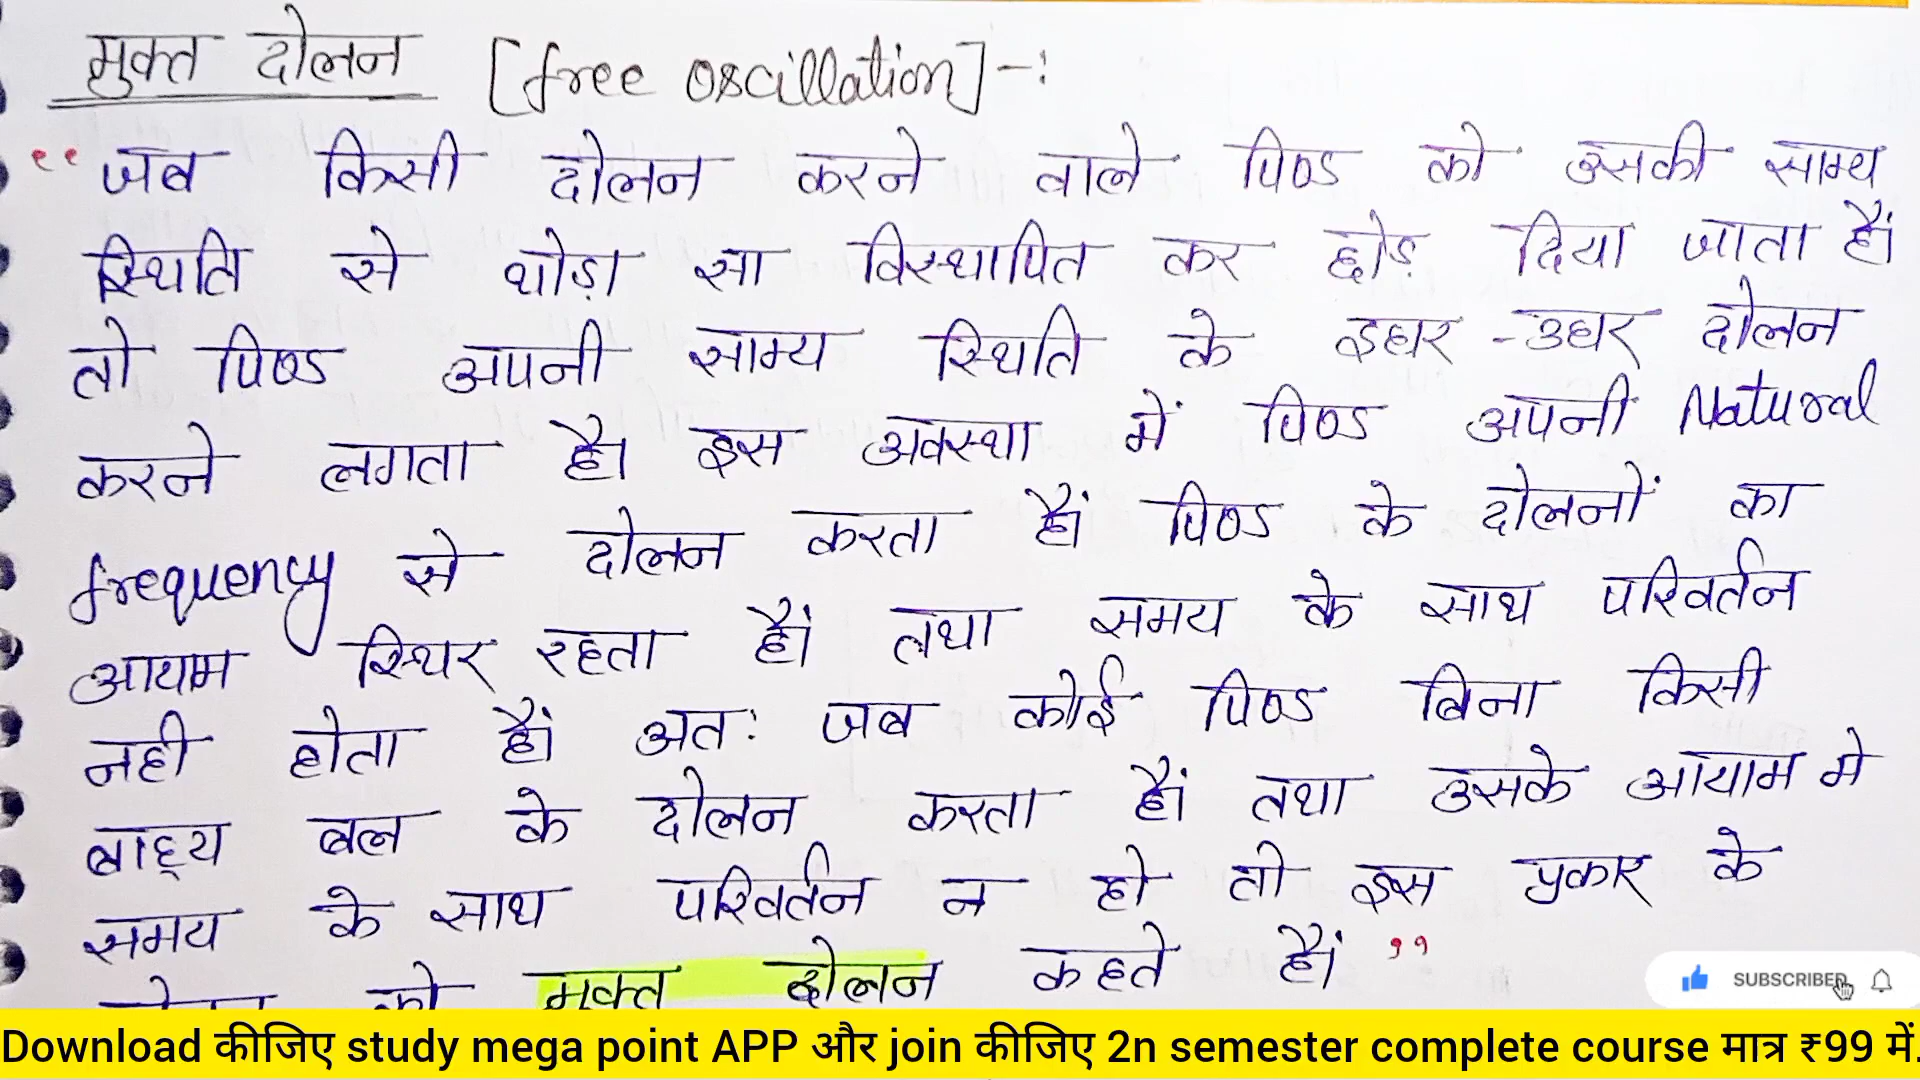 मुक्त दोलन [free oscillation] -:
“ जब किसी दोलन करने वाले पिण्ड को उसकी साम्य
स्थिति से थोड़ा सा विस्थापित कर छोड़ दिया जाता हैं
तो पिण्ड अपनी साम्य स्थिति के इधर -उधर दोलन
करने लगता है। इस अवस्था में पिण्ड अपनी Natural
frequency से दोलन करता हैं। पिण्ड के दोलनों का
आयाम स्थिर रहता हैं। तथा समय के साथ परिवर्तन
नही होता हैं। अतः जब कोई पिण्ड बिना किसी
बाह्य बल के दोलन करता हैं। तथा उसके आयाम मे
समय के साथ परिवर्तन न हो तो इस प्रकार के
को मुक्त दोलन कहते हैं। ”
SUBSCRIBED
Download कीजिए study mega point APP और join कीजिए 2n semester complete course मात्र ₹99 में.